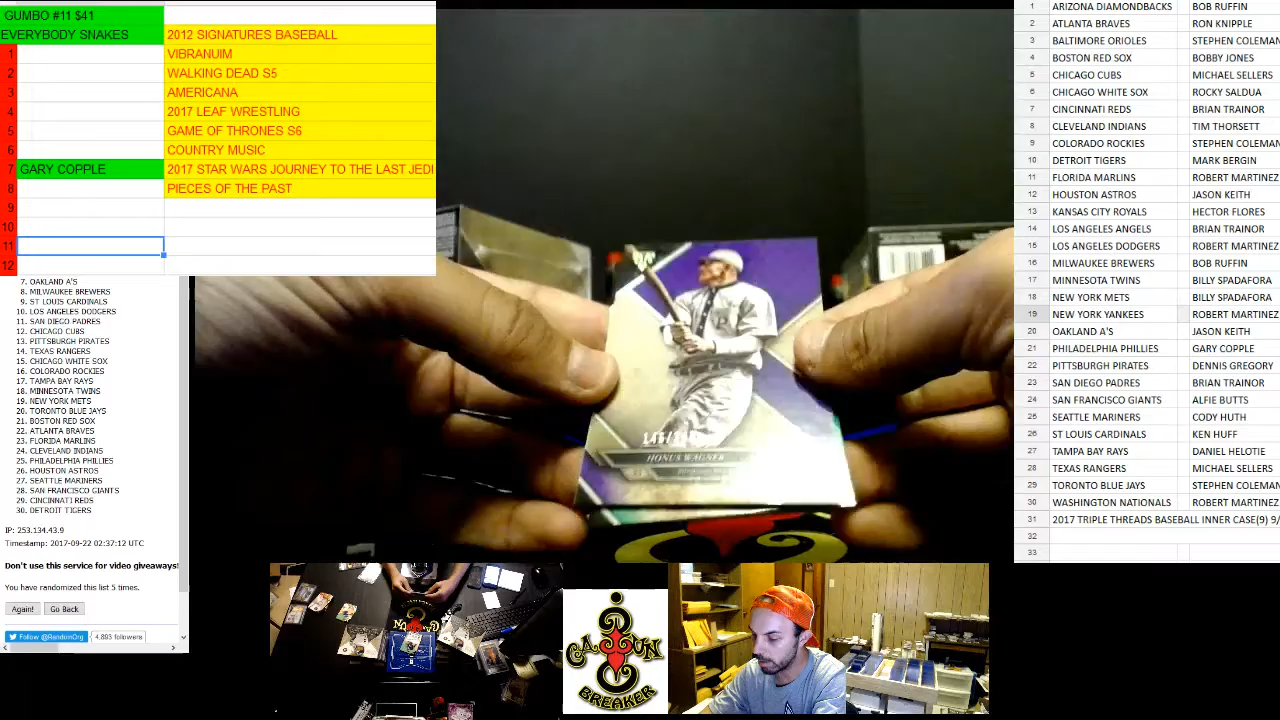 GUMBO #11 $41
EVERYBODY SNAKES
2012 SIGNATURES BASEBALL
1
VIBRANUIM
2
WALKING DEAD S5
3
AMERICANA
4
2017 LEAF WRESTLING
5
GAME OF THRONES S6
6
COUNTRY MUSIC
7
GARY COPPLE
2017 STAR WARS JOURNEY TO THE LAST JEDI
8
PIECES OF THE PAST
9
10
11
12
7. OAKLAND A'S
8. MILWAUKEE BREWERS
9. ST LOUIS CARDINALS
10. LOS ANGELES DODGERS
11. SAN DIEGO PADRES
12. CHICAGO CUBS
13. PITTSBURGH PIRATES
14. TEXAS RANGERS
15. CHICAGO WHITE SOX
16. COLORADO ROCKIES
17. TAMPA BAY RAYS
18. MINNESOTA TWINS
19. NEW YORK METS
20. TORONTO BLUE JAYS
21. BOSTON RED SOX
22. ATLANTA BRAVES
23. FLORIDA MARLINS
24. CLEVELAND INDIANS
25. PHILADELPHIA PHILLIES
26. HOUSTON ASTROS
27. SEATTLE MARINERS
28. SAN FRANCISCO GIANTS
29. CINCINNATI REDS
30. DETROIT TIGERS
IP: 253.134.43.9
Timestamp: 2017-09-22 02:37:12 UTC
Don't use this service for video giveaways!
You have randomized this list 5 times.
Again!
Go Back
Follow @RandomOrg
4,893 followers
HONUS WAGNER
CAJUN
BREAKER
1 ARIZONA DIAMONDBACKS BOB RUFFIN
2 ATLANTA BRAVES RON KNIPPLE
3 BALTIMORE ORIOLES STEPHEN COLEMAN
4 BOSTON RED SOX BOBBY JONES
5 CHICAGO CUBS MICHAEL SELLERS
6 CHICAGO WHITE SOX ROCKY SALDUA
7 CINCINNATI REDS BRIAN TRAINOR
8 CLEVELAND INDIANS TIM THORSETT
9 COLORADO ROCKIES STEPHEN COLEMAN
10 DETROIT TIGERS MARK BERGIN
11 FLORIDA MARLINS ROBERT MARTINEZ
12 HOUSTON ASTROS JASON KEITH
13 KANSAS CITY ROYALS HECTOR FLORES
14 LOS ANGELES ANGELS BRIAN TRAINOR
15 LOS ANGELES DODGERS ROBERT MARTINEZ
16 MILWAUKEE BREWERS BOB RUFFIN
17 MINNESOTA TWINS BILLY SPADAFORA
18 NEW YORK METS BILLY SPADAFORA
19 NEW YORK YANKEES ROBERT MARTINEZ
20 OAKLAND A'S JASON KEITH
21 PHILADELPHIA PHILLIES GARY COPPLE
22 PITTSBURGH PIRATES DENNIS GREGORY
23 SAN DIEGO PADRES BRIAN TRAINOR
24 SAN FRANCISCO GIANTS ALFIE BUTTS
25 SEATTLE MARINERS CODY HUTH
26 ST LOUIS CARDINALS KEN HUFF
27 TAMPA BAY RAYS DANIEL HELOTIE
28 TEXAS RANGERS MICHAEL SELLERS
29 TORONTO BLUE JAYS STEPHEN COLEMAN
30 WASHINGTON NATIONALS ROBERT MARTINEZ
31 2017 TRIPLE THREADS BASEBALL INNER CASE(9) 9/
32
33